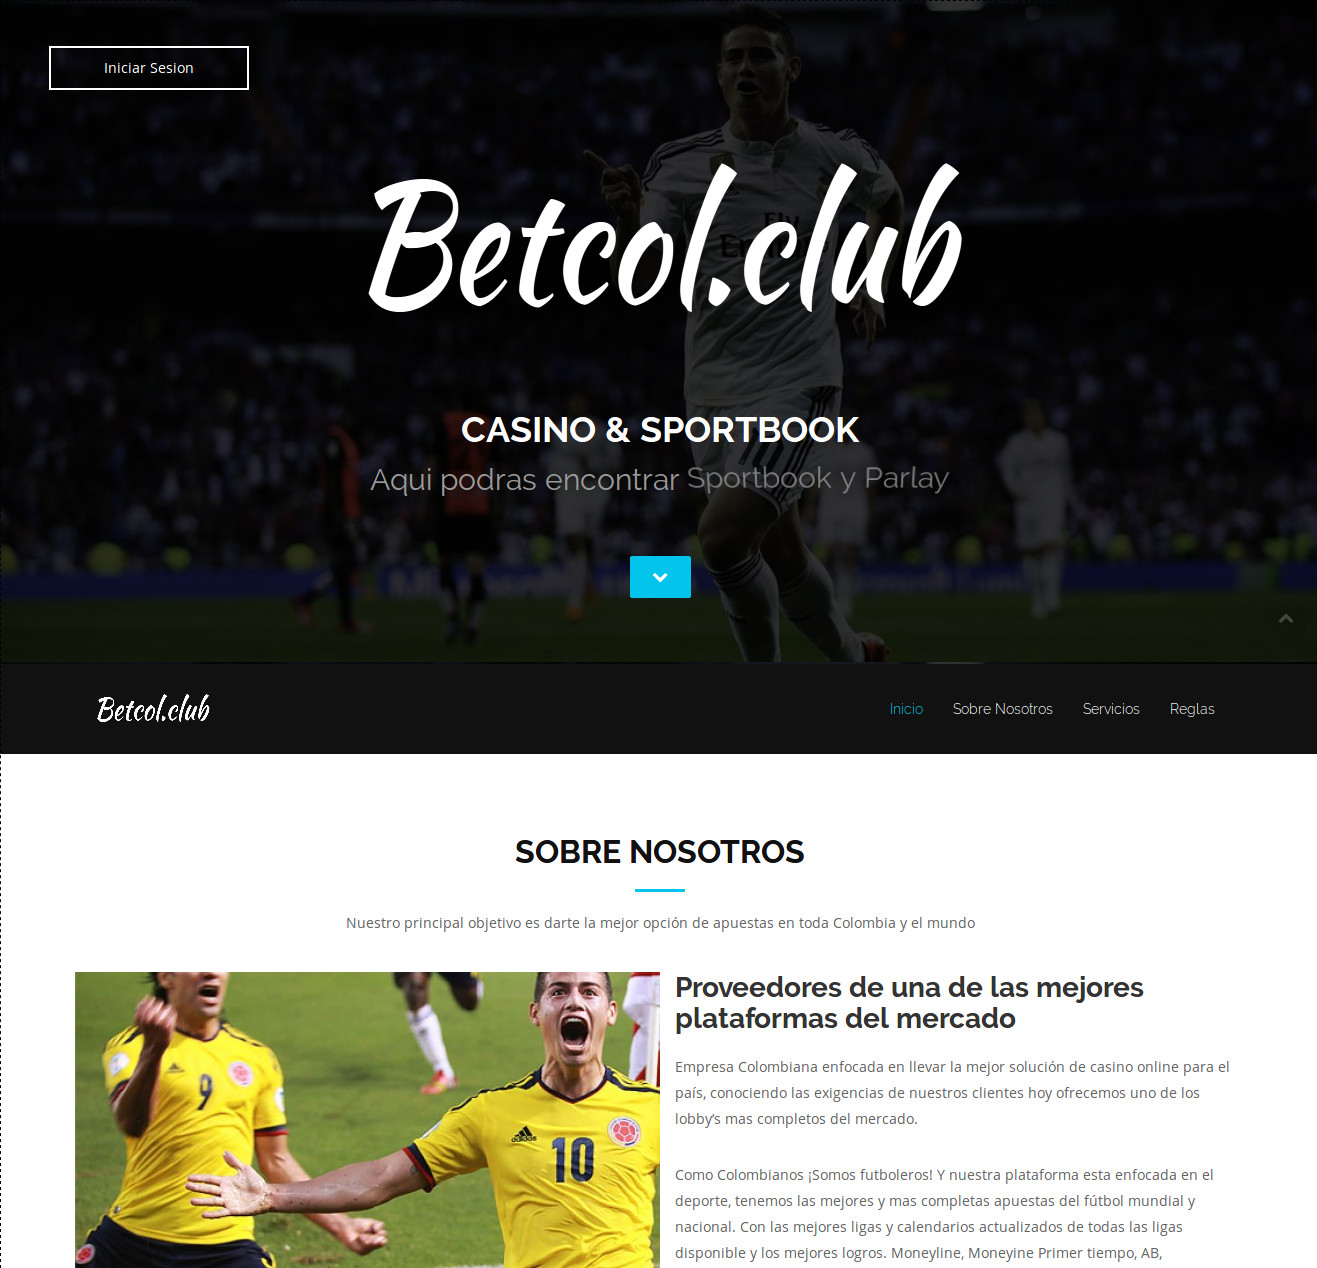 Iniciar Sesion
Betcol.club
CASINO & SPORTBOOK
Aqui podras encontrar Sportbook y Parlay
Betcol.club
Inicio Sobre Nosotros Servicios Reglas
SOBRE NOSOTROS
Nuestro principal objetivo es darte la mejor opción de apuestas en toda Colombia y el mundo
Proveedores de una de las mejores
plataformas del mercado
Empresa Colombiana enfocada en llevar la mejor solución de casino online para el
país, conociendo las exigencias de nuestros clientes hoy ofrecemos uno de los
lobby’s mas completos del mercado.
Como Colombianos ¡Somos futboleros! Y nuestra plataforma esta enfocada en el
deporte, tenemos las mejores y mas completas apuestas del fútbol mundial y
nacional. Con las mejores ligas y calendarios actualizados de todas las ligas
disponible y los mejores logros. Moneyline, Moneyine Primer tiempo, AB,
9
adidas
10